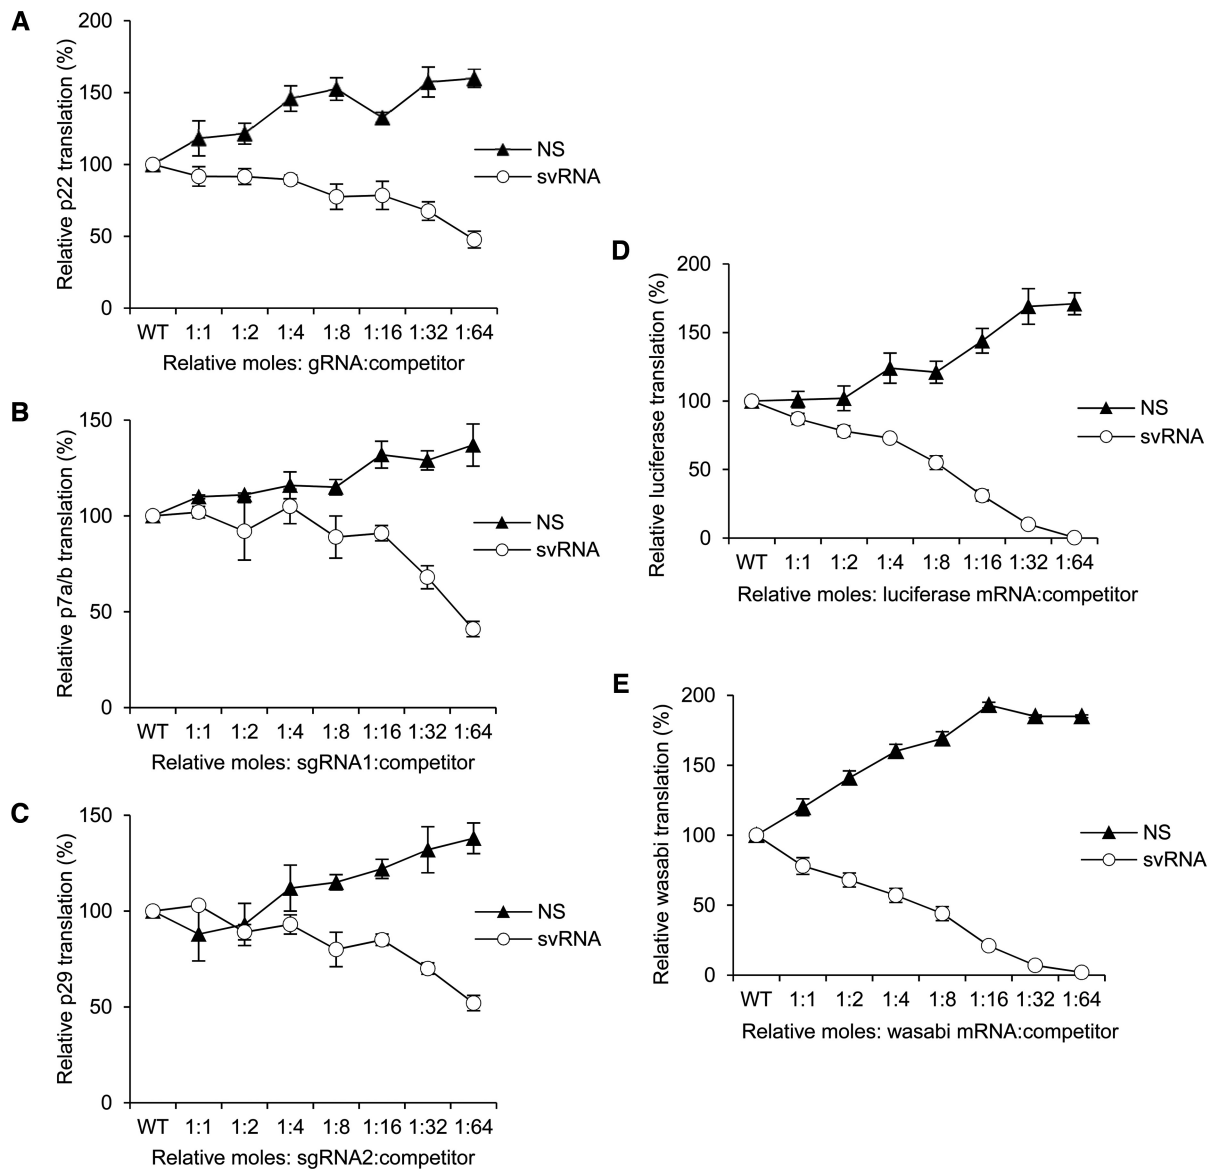 A
Relative p22 translation (%)
200
150
100
50
0
NS
svRNA
WT 1:1 1:2 1:4 1:8 1:16 1:32 1:64
Relative moles: gRNA:competitor
B
Relative p7a/b translation (%)
150
100
50
0
NS
svRNA
WT 1:1 1:2 1:4 1:8 1:16 1:32 1:64
Relative moles: sgRNA1:competitor
C
Relative p29 translation (%)
150
100
50
0
NS
svRNA
WT 1:1 1:2 1:4 1:8 1:16 1:32 1:64
Relative moles: sgRNA2:competitor
D
Relative luciferase translation (%)
200
150
100
50
0
NS
svRNA
WT 1:1 1:2 1:4 1:8 1:16 1:32 1:64
Relative moles: luciferase mRNA:competitor
E
Relative wasabi translation (%)
200
150
100
50
0
NS
svRNA
WT 1:1 1:2 1:4 1:8 1:16 1:32 1:64
Relative moles: wasabi mRNA:competitor